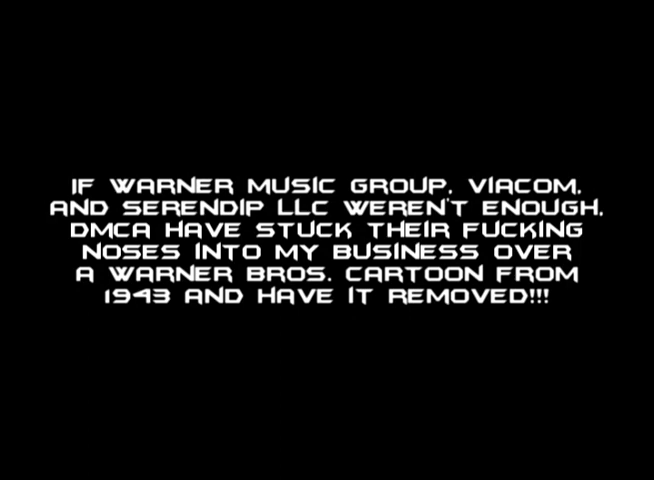 IF WARNER MUSIC GROUP, VIACOM,
AND SERENDIP LLC WEREN'T ENOUGH,
DMCA HAVE STUCK THEIR FUCKING
NOSES INTO MY BUSINESS OVER
A WARNER BROS. CARTOON FROM
1943 AND HAVE IT REMOVED!!!